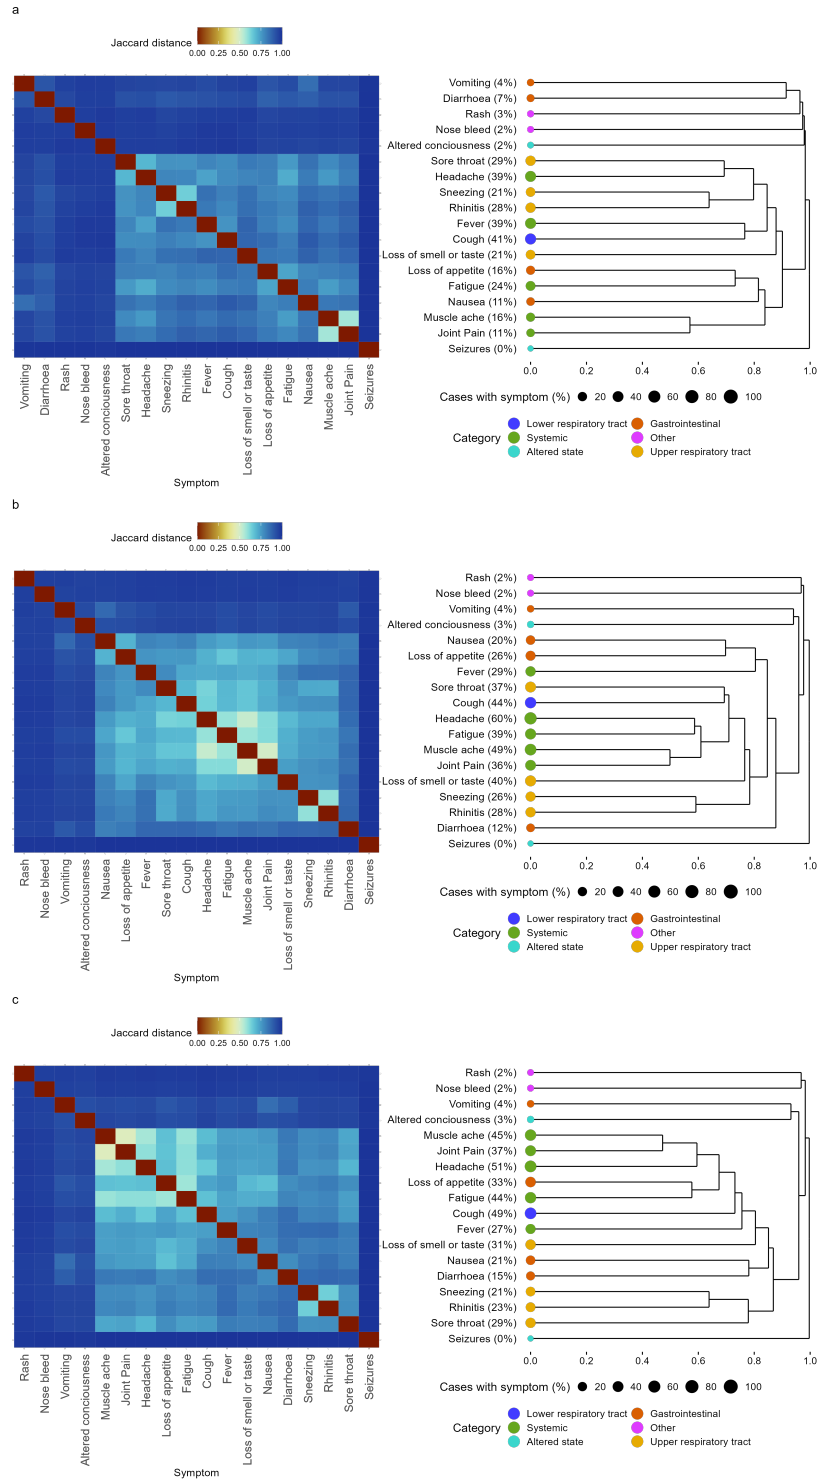 a
Jaccard distance
0.00 0.25 0.50 0.75 1.00
Vomiting (4%)
Diarrhoea (7%)
Rash (3%)
Nose bleed (2%)
Altered conciousness (2%)
Sore throat (29%)
Headache (39%)
Sneezing (21%)
Rhinitis (28%)
Fever (39%)
Cough (41%)
Loss of smell or taste (21%)
Loss of appetite (16%)
Fatigue (24%)
Nausea (11%)
Muscle ache (16%)
Joint Pain (11%)
Seizures (0%)
0.0 0.2 0.4 0.6 0.8 1.0
Vomiting
Diarrhoea
Rash
Nose bleed
Altered conciousness
Sore throat
Headache
Sneezing
Rhinitis
Fever
Cough
Loss of smell or taste
Loss of appetite
Fatigue
Nausea
Muscle ache
Joint Pain
Seizures
Symptom
Cases with symptom (%) 20 40 60 80 100
Category
Lower respiratory tract
Systemic
Altered state
Gastrointestinal
Other
Upper respiratory tract
b
Jaccard distance
0.00 0.25 0.50 0.75 1.00
Rash (2%)
Nose bleed (2%)
Vomiting (4%)
Altered conciousness (3%)
Nausea (20%)
Loss of appetite (26%)
Fever (29%)
Sore throat (37%)
Cough (44%)
Headache (60%)
Fatigue (39%)
Muscle ache (49%)
Joint Pain (36%)
Loss of smell or taste (40%)
Sneezing (26%)
Rhinitis (28%)
Diarrhoea (12%)
Seizures (0%)
0.0 0.2 0.4 0.6 0.8 1.0
Rash
Nose bleed
Vomiting
Altered conciousness
Nausea
Loss of appetite
Fever
Sore throat
Cough
Headache
Fatigue
Muscle ache
Joint Pain
Loss of smell or taste
Sneezing
Rhinitis
Diarrhoea
Seizures
Symptom
Cases with symptom (%) 20 40 60 80 100
Category
Lower respiratory tract
Systemic
Altered state
Gastrointestinal
Other
Upper respiratory tract
c
Jaccard distance
0.00 0.25 0.50 0.75 1.00
Rash (2%)
Nose bleed (2%)
Vomiting (4%)
Altered conciousness (3%)
Muscle ache (45%)
Joint Pain (37%)
Headache (51%)
Loss of appetite (33%)
Fatigue (44%)
Cough (49%)
Fever (27%)
Loss of smell or taste (31%)
Nausea (21%)
Diarrhoea (15%)
Sneezing (21%)
Rhinitis (23%)
Sore throat (29%)
Seizures (0%)
0.0 0.2 0.4 0.6 0.8 1.0
Rash
Nose bleed
Vomiting
Altered conciousness
Muscle ache
Joint Pain
Headache
Loss of appetite
Fatigue
Cough
Fever
Loss of smell or taste
Nausea
Diarrhoea
Sneezing
Rhinitis
Sore throat
Seizures
Symptom
Cases with symptom (%) 20 40 60 80 100
Category
Lower respiratory tract
Systemic
Altered state
Gastrointestinal
Other
Upper respiratory tract